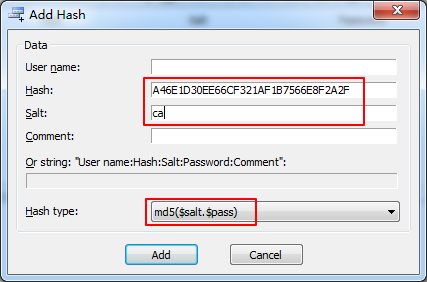 Add Hash
Data
User name:
Hash: A46E1D30EE66CF321AF1B7566E8F2A2F
Salt: ca
Comment:
Or string: "User name:Hash:Salt:Password:Comment":
Hash type: md5($salt.$pass)
Add Cancel